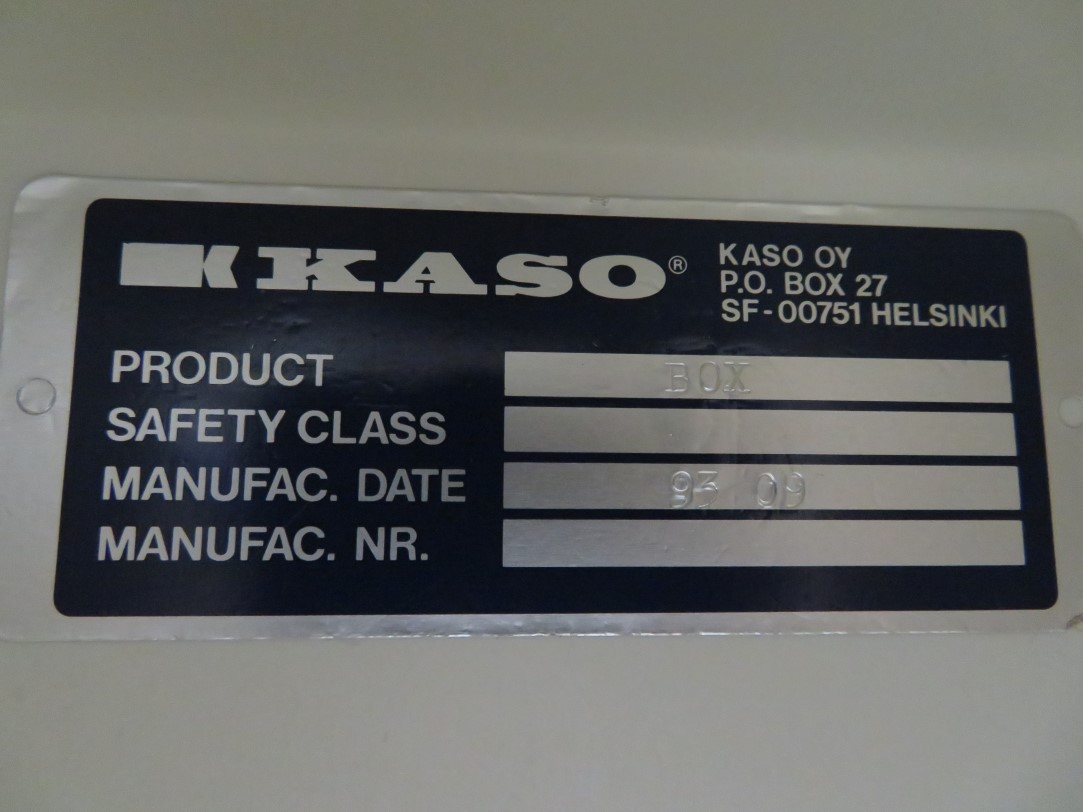 KASO® KASO OY
P.O. BOX 27
SF-00751 HELSINKI
PRODUCT BOX
SAFETY CLASS
MANUFAC. DATE 93.09
MANUFAC. NR.